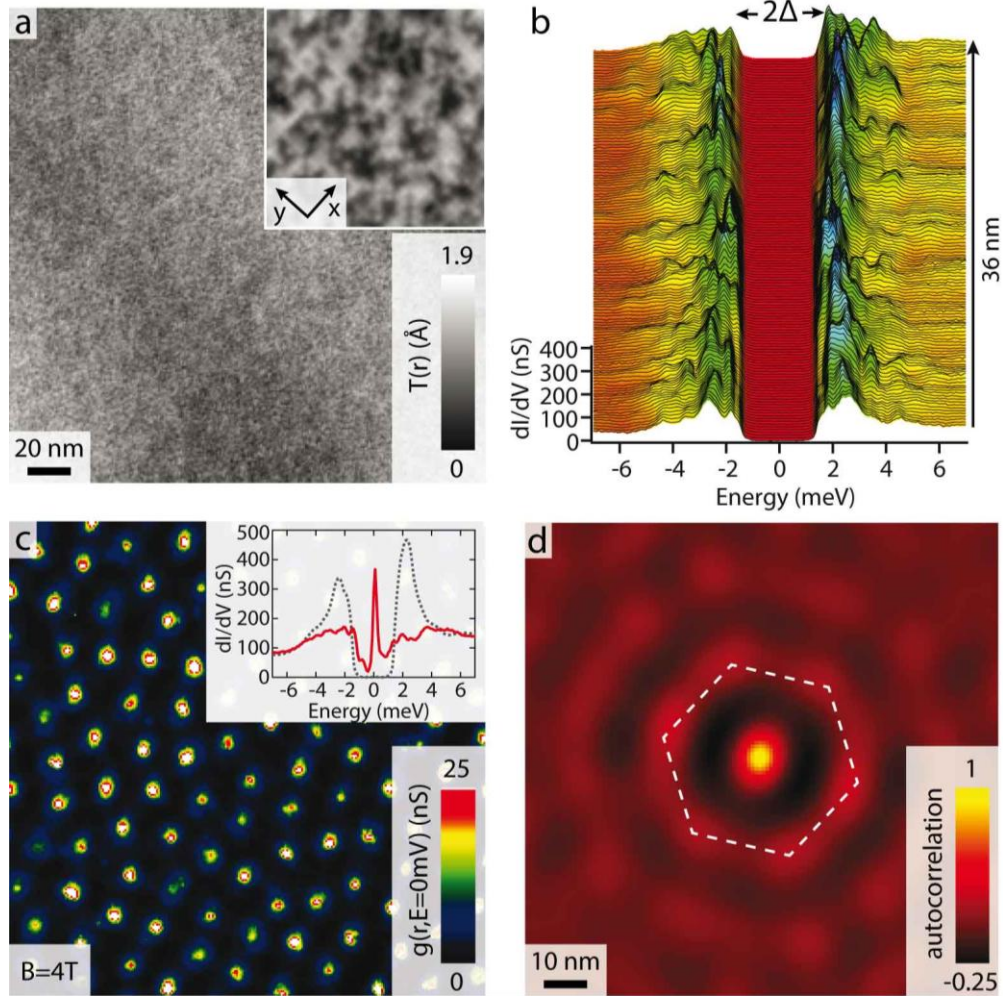 a
y x
1.9
T(r) (Å)
0
20 nm
b
2Δ
36 nm
400
300
200
100
0
dI/dV (nS)
-6 -4 -2 0 2 4 6
Energy (meV)
c
500
400
300
200
100
0
dI/dV (nS)
-6 -4 -2 0 2 4 6
Energy (meV)
25
g(r,E=0mV) (nS)
0
B=4T
d
1
autocorrelation
-0.25
10 nm